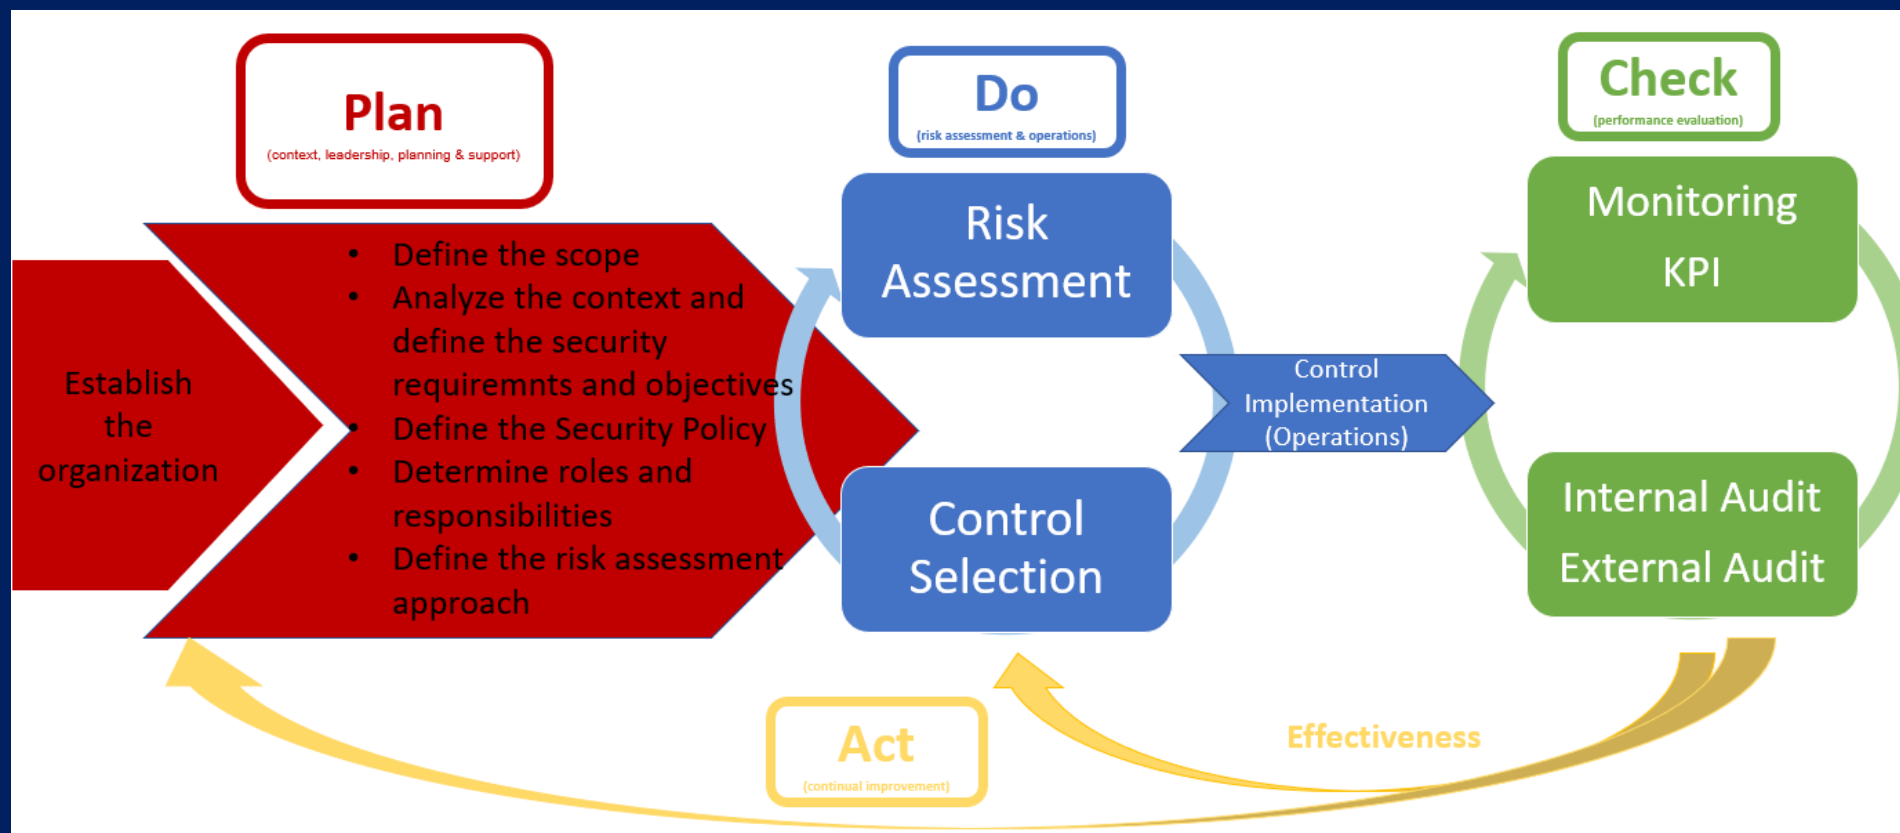 Plan
(context, leadership, planning & support)
Do
(risk assessment & operations)
Check
(performance evaluation)
Establish
the
organization
• Define the scope
• Analyze the context and
define the security
requiremnts and objectives
• Define the Security Policy
• Determine roles and
responsibilities
• Define the risk assessment
approach
Risk
Assessment
Control
Selection
Control
Implementation
(Operations)
Monitoring
KPI
Internal Audit
External Audit
Act
(continual improvement)
Effectiveness